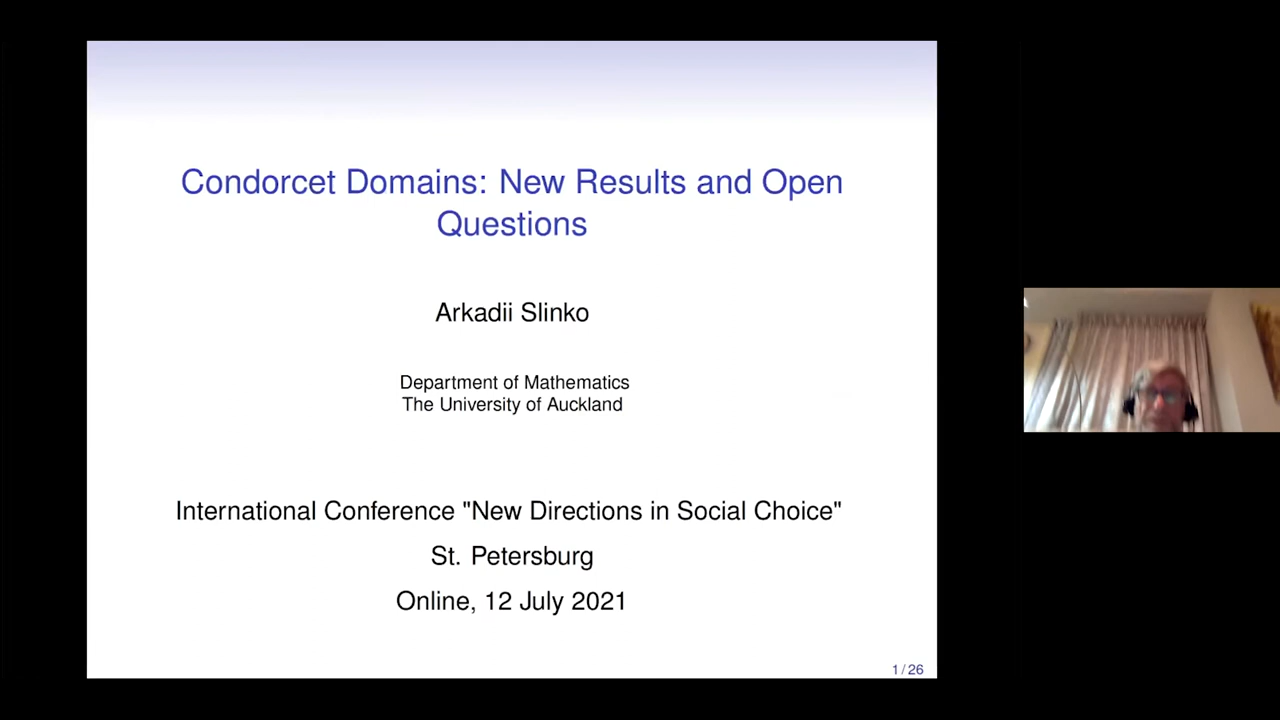 Condorcet Domains: New Results and Open
Questions
Arkadii Slinko
Department of Mathematics
The University of Auckland
International Conference "New Directions in Social Choice"
St. Petersburg
Online, 12 July 2021
1 / 26